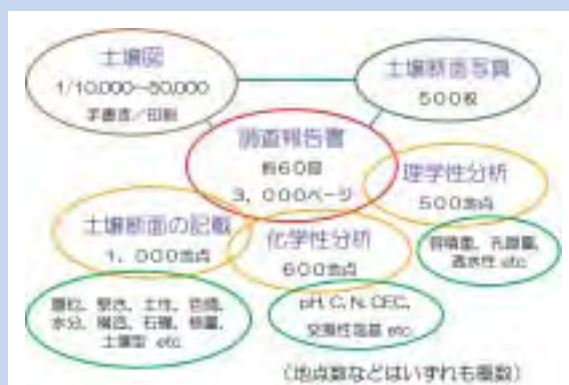 土壌図
1/10,000〜50,000
手書き/印刷
土壌断面写真
500枚
調査報告書
約60冊
3,000ページ
理学性分析
500地点
土壌断面の記載
1,000地点
化学性分析
600地点
容積重、孔隙量、
透水性 etc
層位、堅さ、土性、
水分、構造、石礫、根量、
土壌型 etc
pH, C, N, CEC,
交換性塩基 etc
(地点数などはいずれも概数)